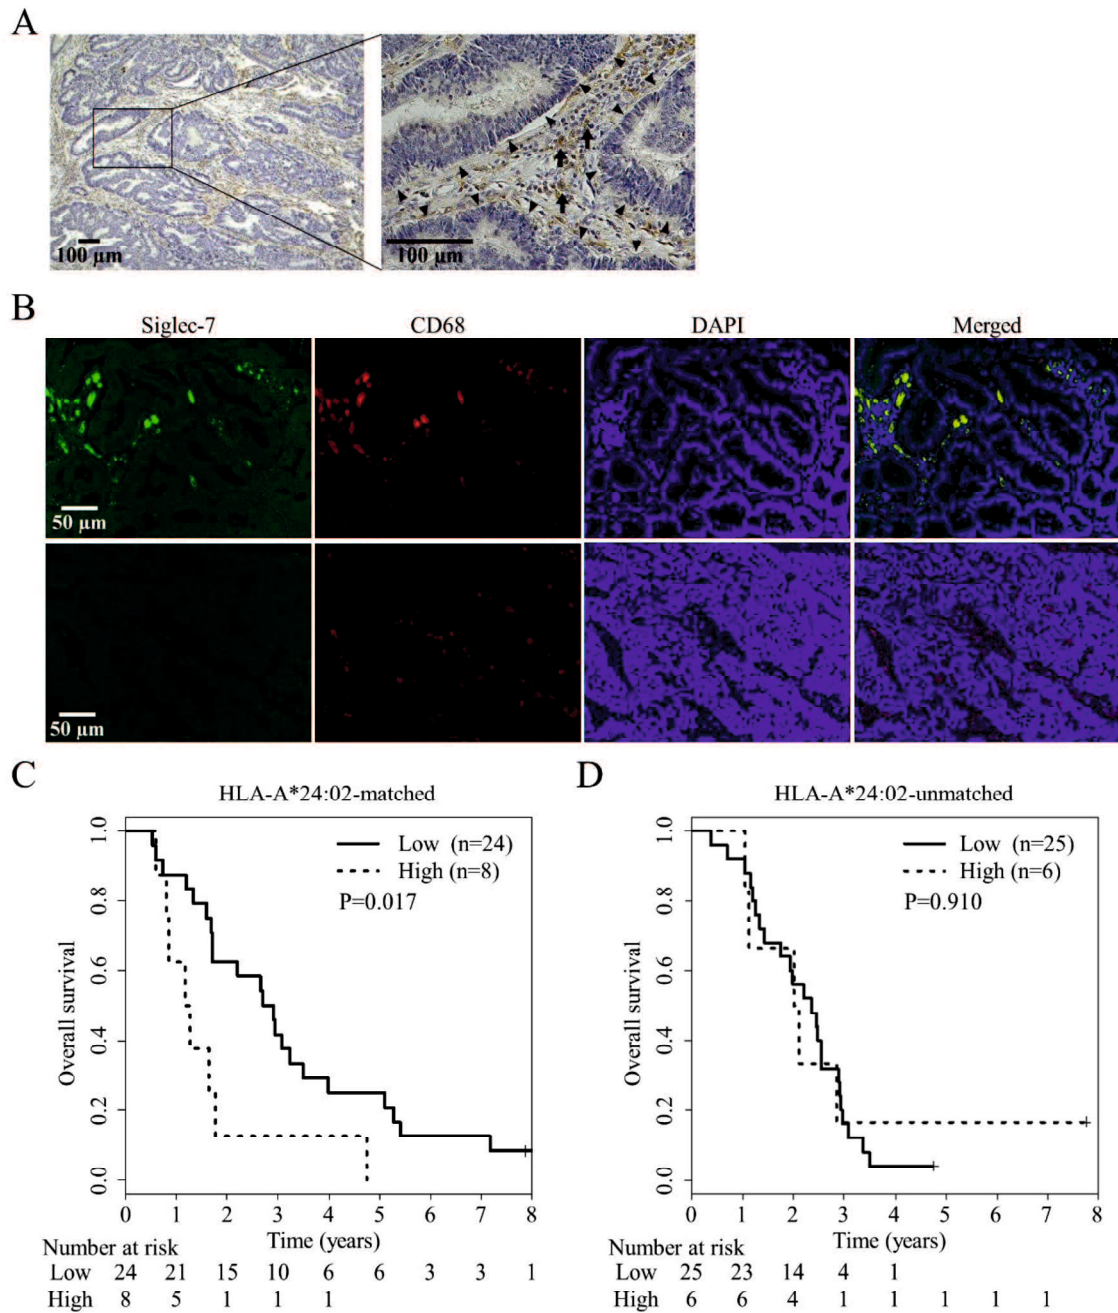 A
100 µm
100 µm
B
Siglec-7 CD68 DAPI Merged
50 µm
50 µm
C
HLA-A*24:02-matched
Low (n=24)
High (n=8)
P=0.017
Overall survival
1.0
0.8
0.6
0.4
0.2
0.0
0 1 2 3 4 5 6 7 8
Time (years)
Number at risk
Low 24 21 15 10 6 6 3 3 1
High 8 5 1 1 1
D
HLA-A*24:02-unmatched
Low (n=25)
High (n=6)
P=0.910
Overall survival
1.0
0.8
0.6
0.4
0.2
0.0
0 1 2 3 4 5 6 7 8
Time (years)
Number at risk
Low 25 23 14 4 1
High 6 6 4 1 1 1 1 1